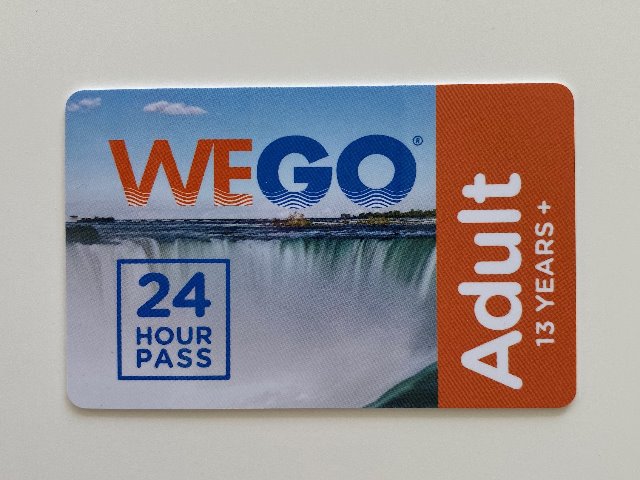 WEGO®
24
HOUR
PASS
Adult
13 YEARS +